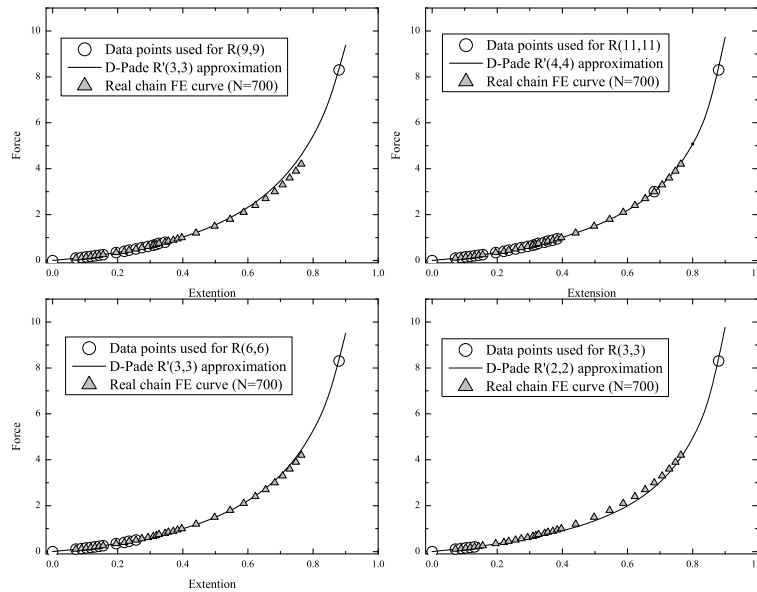 10
8
6
4
2
0
Force
Data points used for R(9,9)
D-Pade R'(3,3) approximation
Real chain FE curve (N=700)
0.0 0.2 0.4 0.6 0.8 1.0
Extention
10
8
6
4
2
0
Force
Data points used for R(11,11)
D-Pade R'(4,4) approximation
Real chain FE curve (N=700)
0.0 0.2 0.4 0.6 0.8
Extension
10
8
6
4
2
0
Force
Data points used for R(6,6)
D-Pade R'(3,3) approximation
Real chain FE curve (N=700)
0.0 0.2 0.4 0.6 0.8 1.0
Extention
10
8
6
4
2
0
Data points used for R(3,3)
D-Pade R'(2,2) approximation
Real chain FE curve (N=700)
0.0 0.2 0.4 0.6 0.8